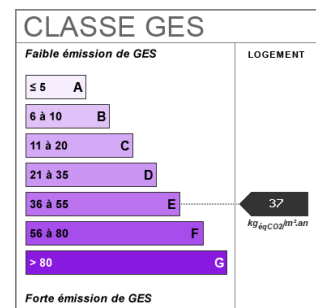 CLASSE GES
Faible émission de GES
LOGEMENT
≤ 5 A
6 à 10 B
11 à 20 C
21 à 35 D
36 à 55 E
37
kgéqCO2/m².an
56 à 80 F
> 80 G
Forte émission de GES